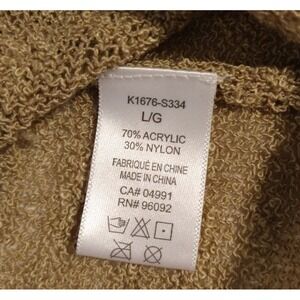 K1676-S334
L/G
70% ACRYLIC
30% NYLON
FABRIQUÉ EN CHINE
MADE IN CHINA
CA# 04991
RN# 96092